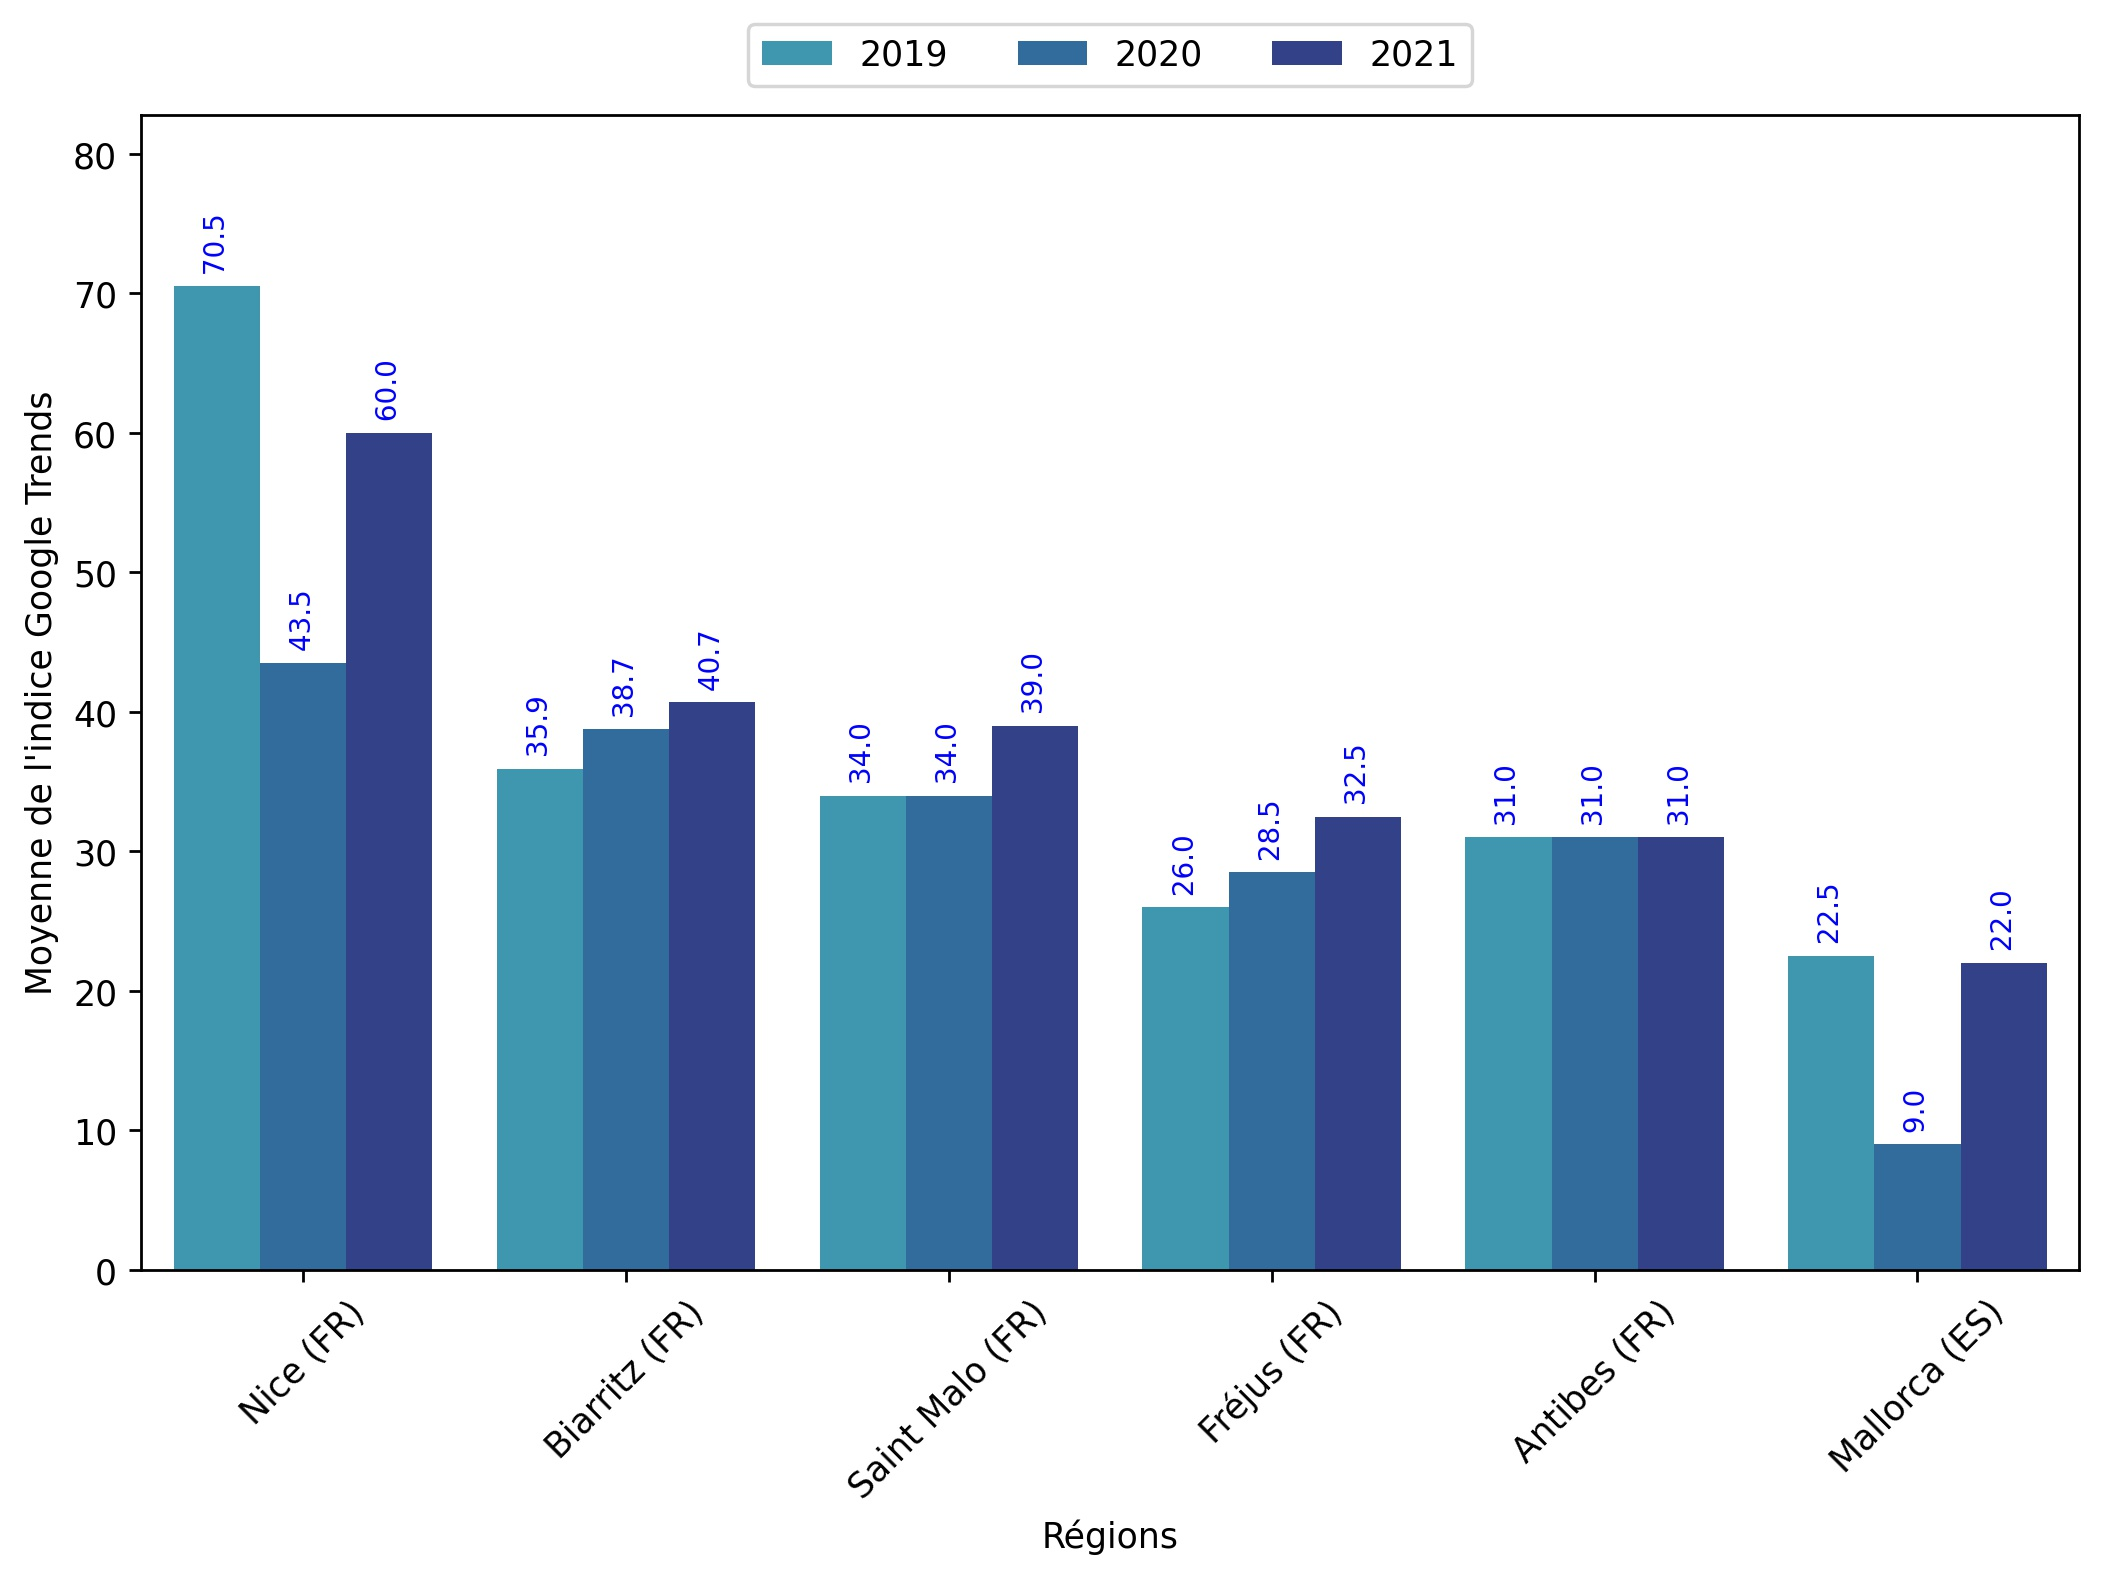 2019 2020 2021
Moyenne de l'indice Google Trends
80
70
60
50
40
30
20
10
0
70.5 43.5 60.0
35.9 38.7 40.7
34.0 34.0 39.0
26.0 28.5 32.5
31.0 31.0 31.0
22.5 9.0 22.0
Nice (FR)
Biarritz (FR)
Saint Malo (FR)
Fréjus (FR)
Antibes (FR)
Mallorca (ES)
Régions